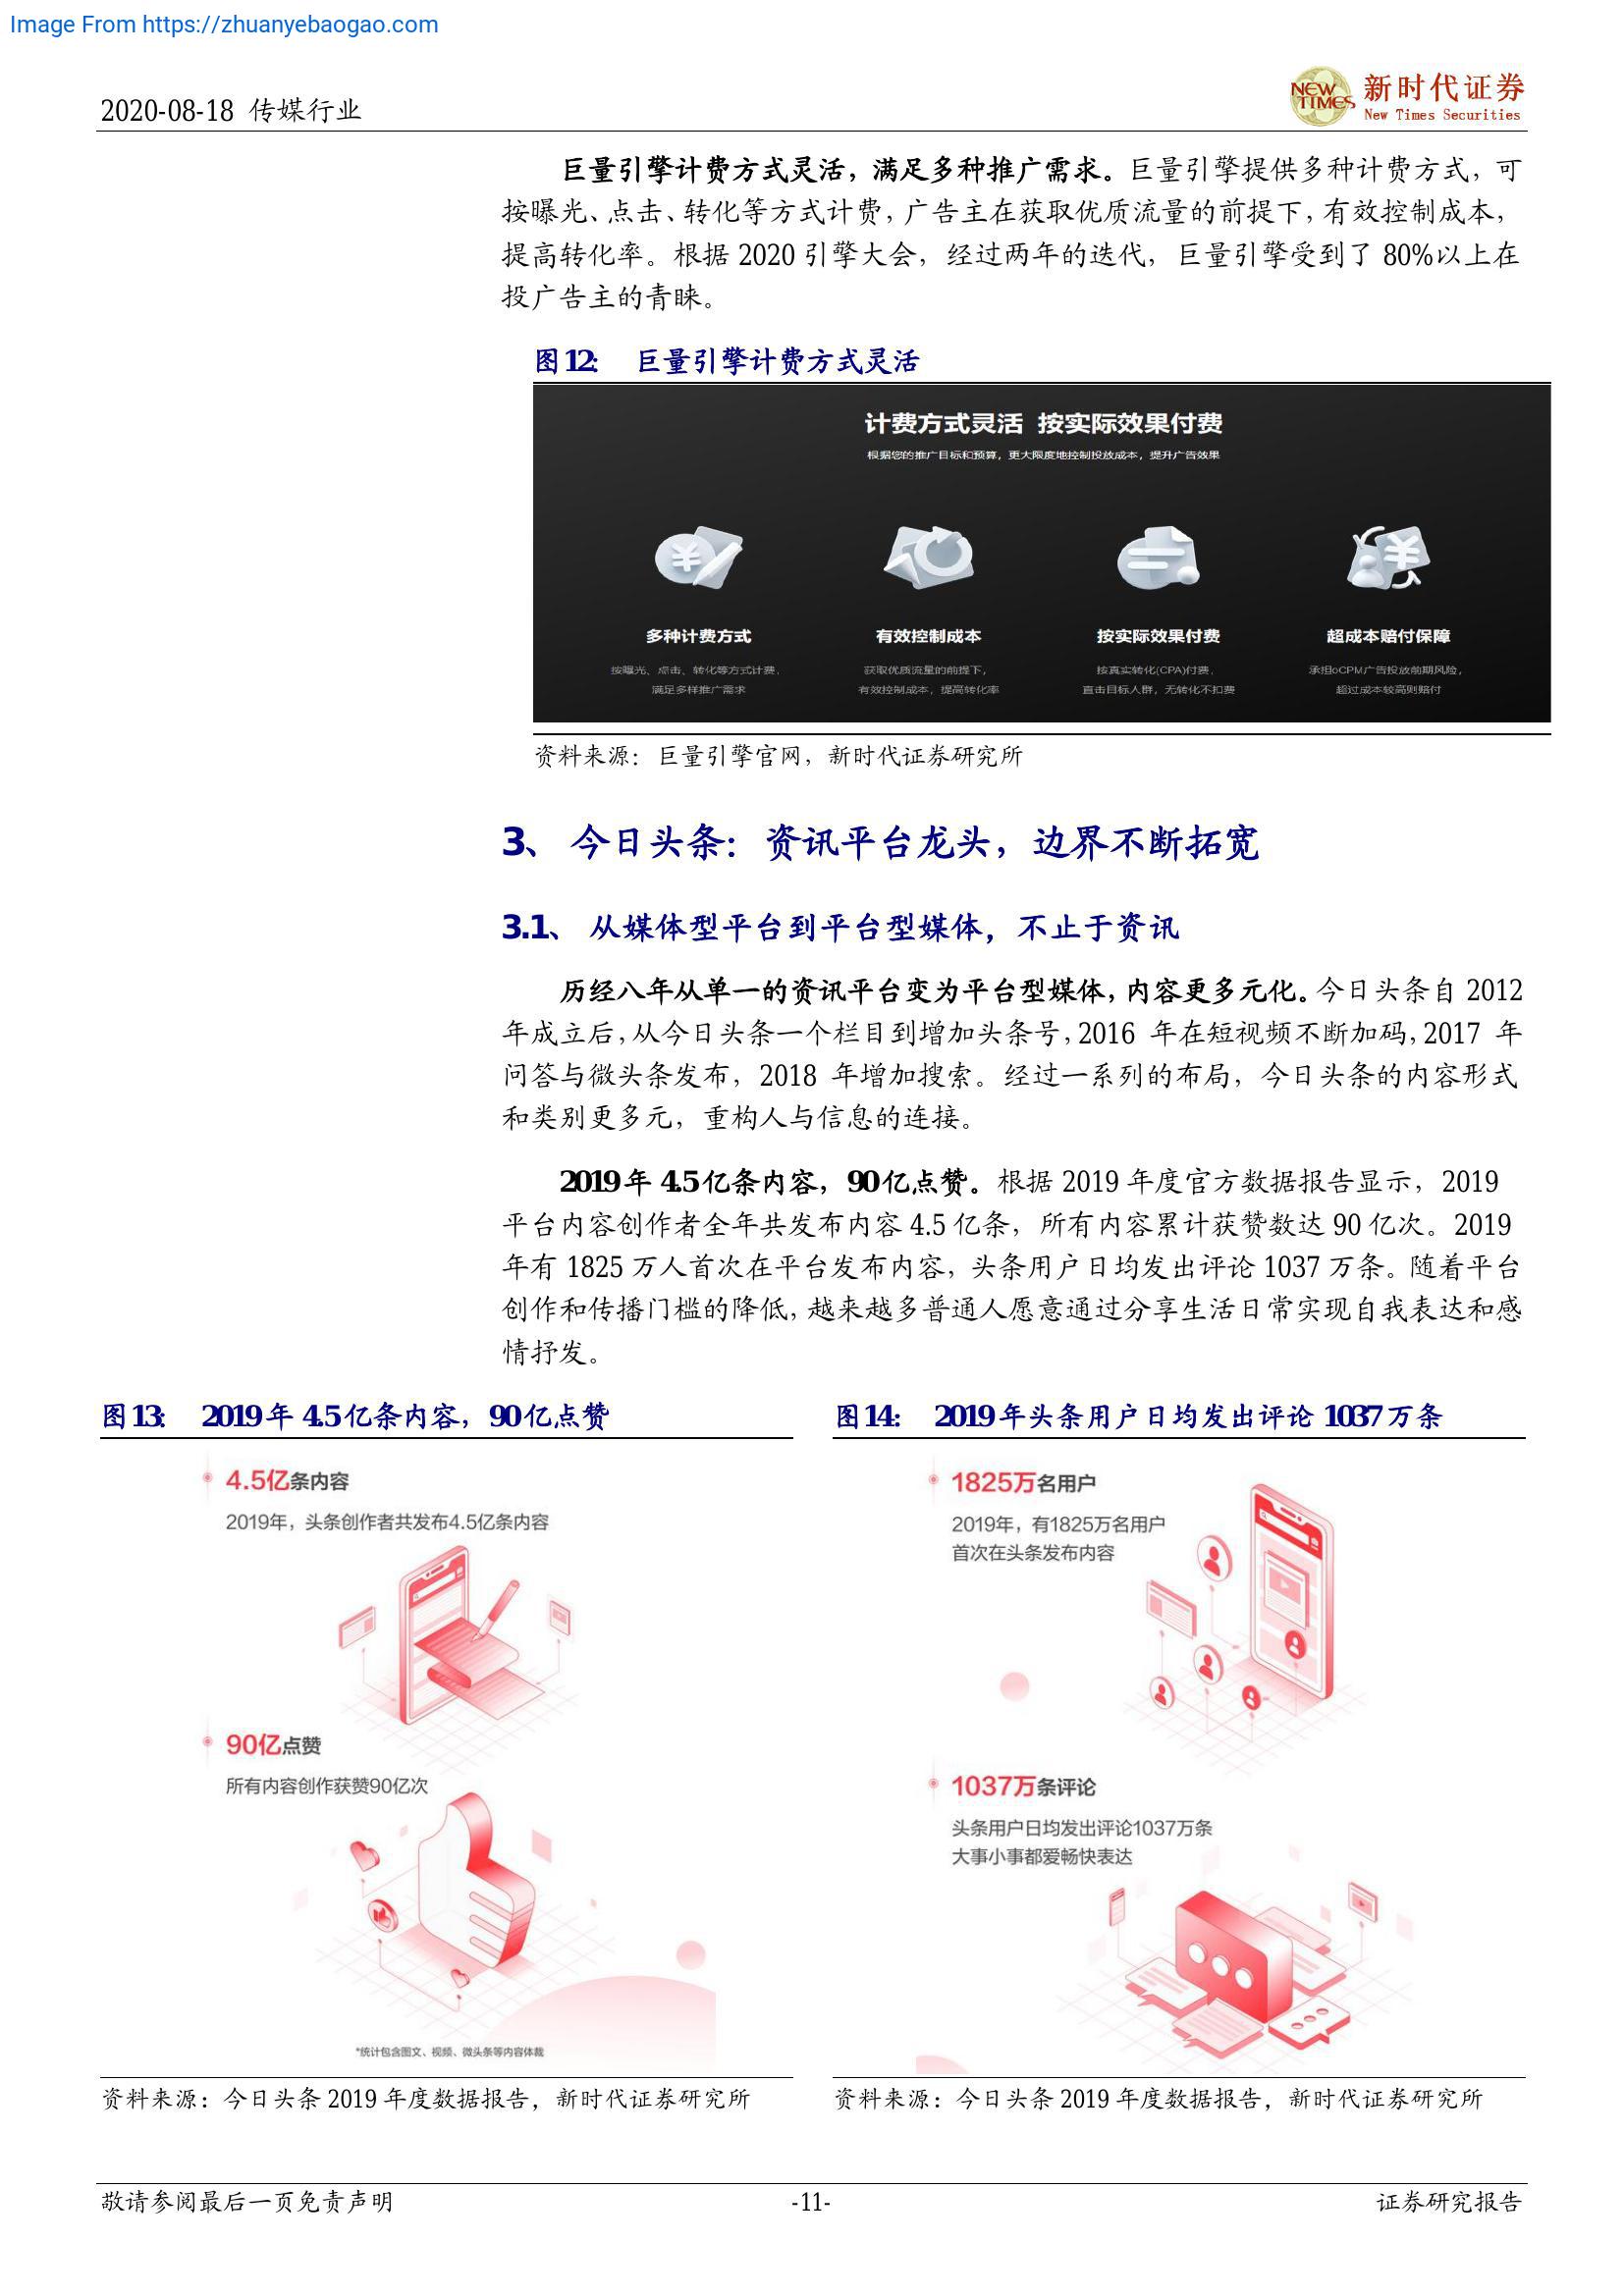 Image From https://zhuanyebaogao.com
2020-08-18 传媒行业
NEW TIMES
新时代证券
New Times Securities
巨量引擎计费方式灵活，满足多种推广需求。巨量引擎提供多种计费方式，可
按曝光、点击、转化等方式计费，广告主在获取优质流量的前提下，有效控制成本，
提高转化率。根据 2020 引擎大会，经过两年的迭代，巨量引擎受到了 80%以上在
投广告主的青睐。
图12: 巨量引擎计费方式灵活
计费方式灵活 按实际效果付费
根据您的推广目标和预算，更大限度地控制投放成本，提升广告效果
多种计费方式
按曝光、点击、转化等方式计费，
满足多样推广需求
有效控制成本
获取优质流量的前提下，
有效控制成本，提高转化率
按实际效果付费
按真实转化(CPA)付费，
直击目标人群，无转化不扣费
超成本赔付保障
承担oCPM广告投放前期风险，
超过成本较高则赔付
资料来源：巨量引擎官网，新时代证券研究所
3、 今日头条：资讯平台龙头，边界不断拓宽
3.1、 从媒体型平台到平台型媒体，不止于资讯
历经八年从单一的资讯平台变为平台型媒体，内容更多元化。今日头条自 2012
年成立后，从今日头条一个栏目到增加头条号，2016 年在短视频不断加码，2017 年
问答与微头条发布，2018 年增加搜索。经过一系列的布局，今日头条的内容形式
和类别更多元，重构人与信息的连接。
2019年 4.5亿条内容，90亿点赞。根据 2019 年度官方数据报告显示，2019
平台内容创作者全年共发布内容 4.5 亿条，所有内容累计获赞数达 90 亿次。2019
年有 1825 万人首次在平台发布内容，头条用户日均发出评论 1037 万条。随着平台
创作和传播门槛的降低，越来越多普通人愿意通过分享生活日常实现自我表达和感
情抒发。
图13: 2019年 4.5亿条内容，90亿点赞
4.5亿条内容
2019年，头条创作者共发布4.5亿条内容
90亿点赞
所有内容创作获赞90亿次
*统计包含图文、视频、微头条等内容体裁
资料来源：今日头条 2019 年度数据报告，新时代证券研究所
图14: 2019年头条用户日均发出评论 1037万条
1825万名用户
2019年，有1825万名用户
首次在头条发布内容
1037万条评论
头条用户日均发出评论1037万条
大事小事都爱畅快表达
资料来源：今日头条 2019 年度数据报告，新时代证券研究所
敬请参阅最后一页免责声明
-11-
证券研究报告